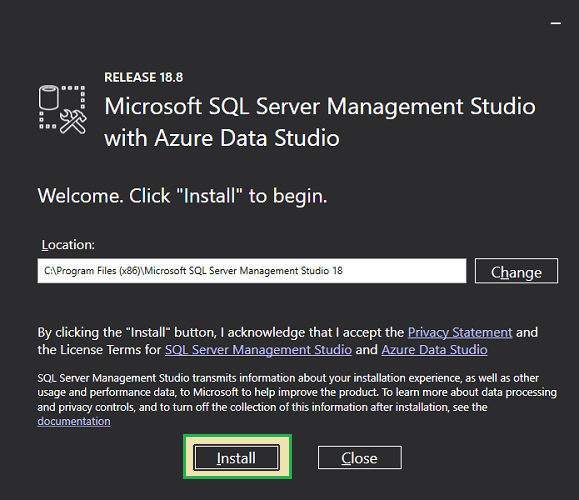 RELEASE 18.8
Microsoft SQL Server Management Studio
with Azure Data Studio
Welcome. Click "Install" to begin.
Location:
C:\Program Files (x86)\Microsoft SQL Server Management Studio 18
Change
By clicking the "Install" button, I acknowledge that I accept the Privacy Statement and
the License Terms for SQL Server Management Studio and Azure Data Studio
SQL Server Management Studio transmits information about your installation experience, as well as other
usage and performance data, to Microsoft to help improve the product. To learn more about data processing
and privacy controls, and to turn off the collection of this information after installation, see the
documentation
Install
Close